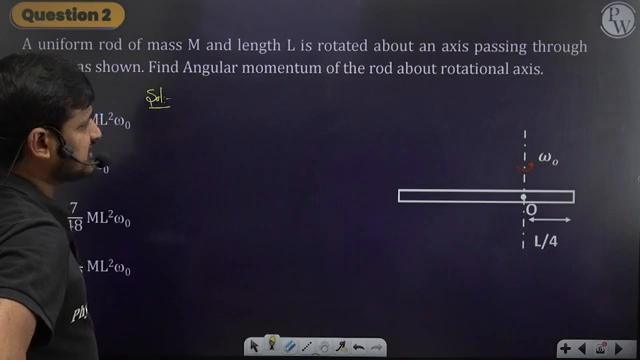 Question 2
PW
A uniform rod of mass M and length L is rotated about an axis passing through
as shown. Find Angular momentum of the rod about rotational axis.
Sol:-
ML²ω₀
7/48 ML²ω₀
ML²ω₀
ω₀
O
L/4